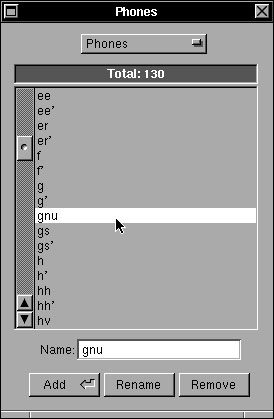 Phones
Phones
Total: 130
ee
ee'
er
er'
f
f'
g
g'
gnu
gs
gs'
h
h'
hh
hh'
hv
Name: gnu
Add Rename Remove